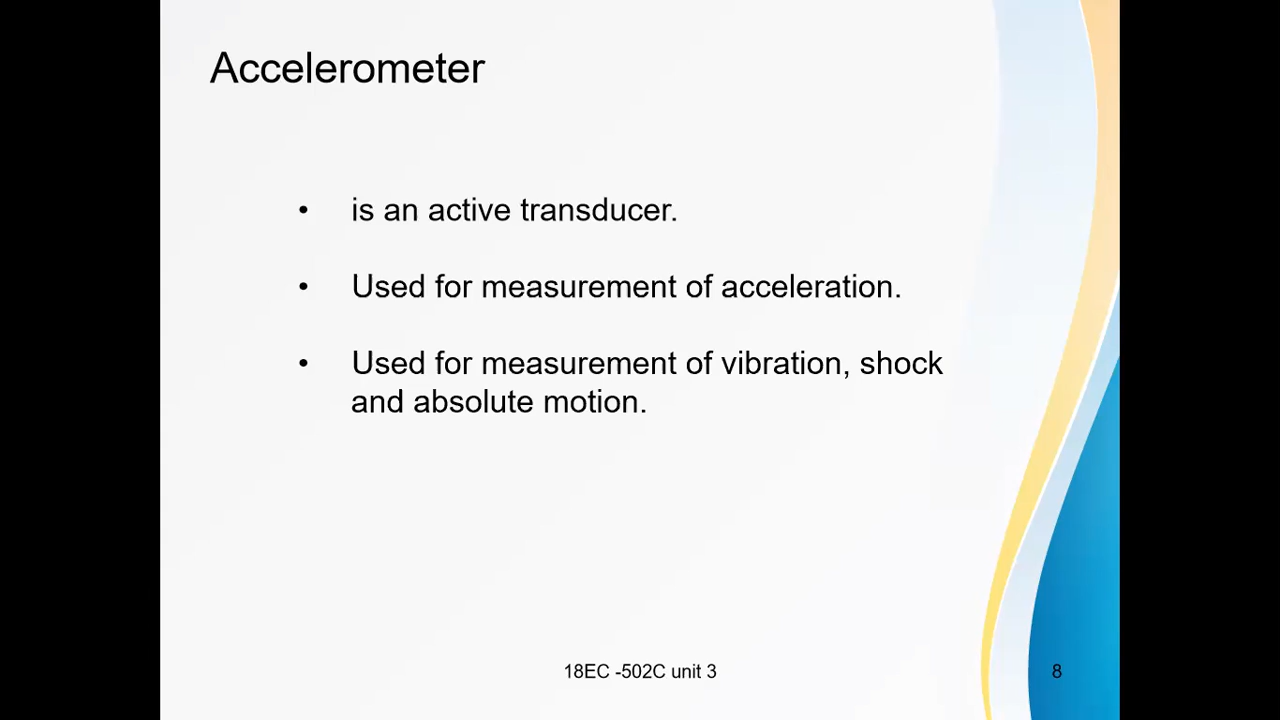 Accelerometer
• is an active transducer.
• Used for measurement of acceleration.
• Used for measurement of vibration, shock
and absolute motion.
18EC -502C unit 3
8